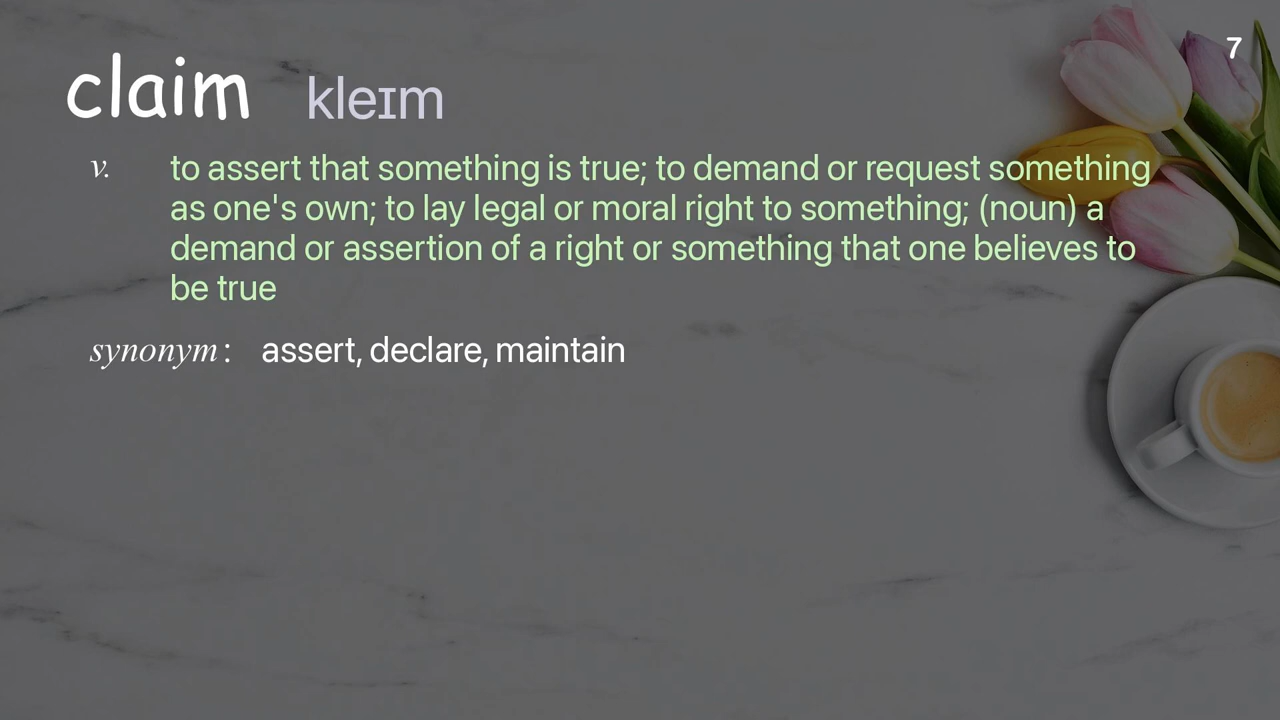 7
claim kleɪm
v. to assert that something is true; to demand or request something
as one's own; to lay legal or moral right to something; (noun) a
demand or assertion of a right or something that one believes to
be true
synonym: assert, declare, maintain